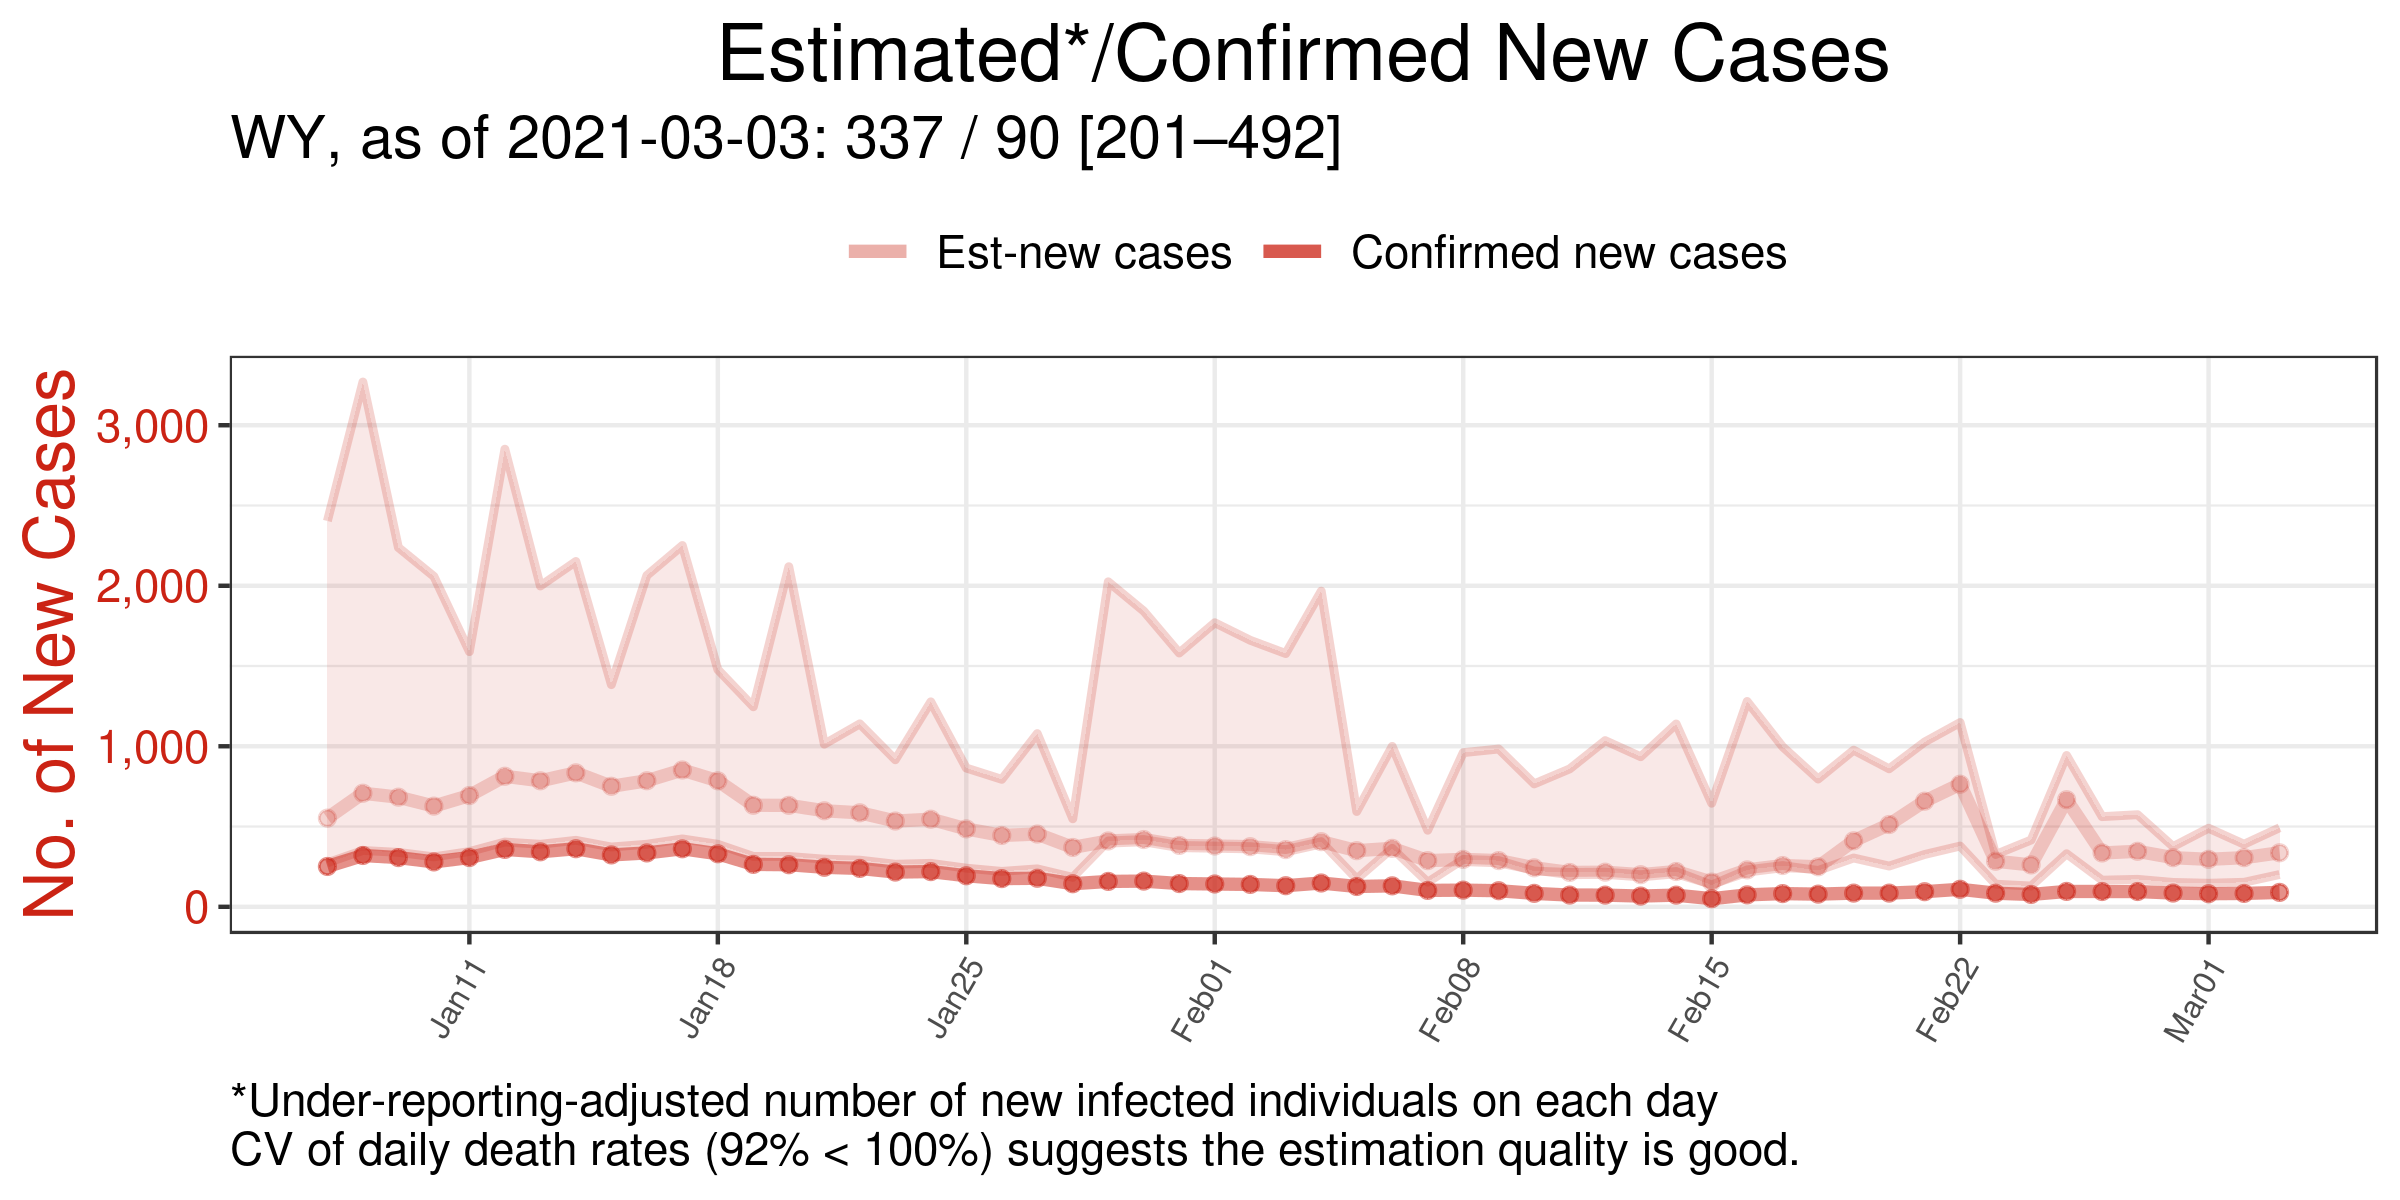 Estimated*/Confirmed New Cases
WY, as of 2021-03-03: 337 / 90 [201–492]
Est-new cases
Confirmed new cases
No. of New Cases
3,000
2,000
1,000
0
Jan11
Jan18
Jan25
Feb01
Feb08
Feb15
Feb22
Mar01
*Under-reporting-adjusted number of new infected individuals on each day
CV of daily death rates (92% < 100%) suggests the estimation quality is good.